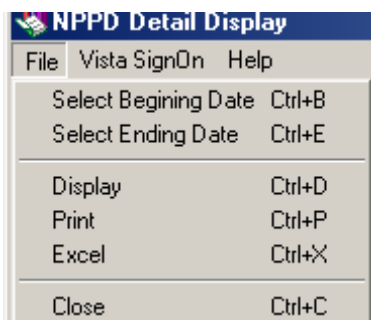 NPPD Detail Display
File Vista SignOn Help
Select Begining Date Ctrl+B
Select Ending Date Ctrl+E
Display Ctrl+D
Print Ctrl+P
Excel Ctrl+X
Close Ctrl+C